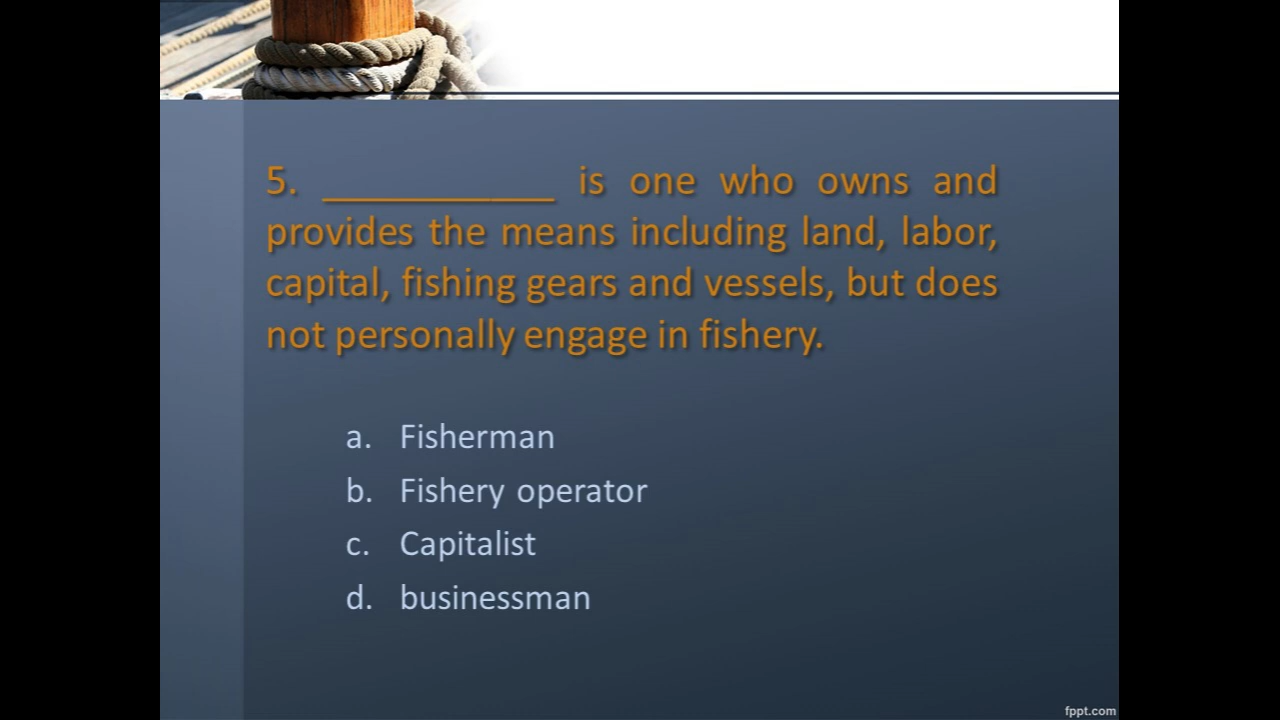 5. ___________ is one who owns and
provides the means including land, labor,
capital, fishing gears and vessels, but does
not personally engage in fishery.
a. Fisherman
b. Fishery operator
c. Capitalist
d. businessman
fppt.com